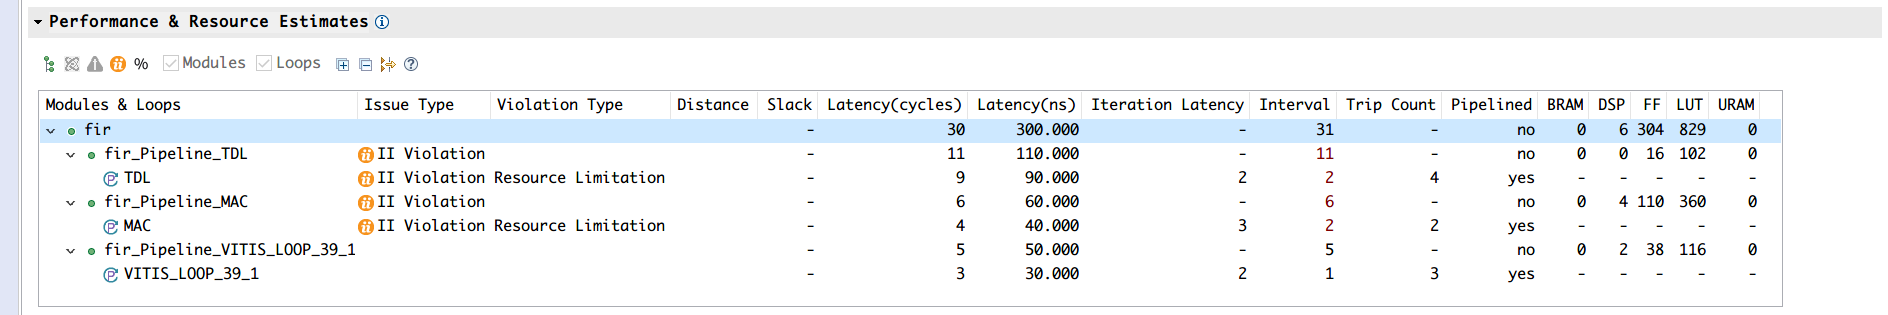 Performance & Resource Estimates
% Modules Loops
Modules & Loops Issue Type Violation Type Distance Slack Latency(cycles) Latency(ns) Iteration Latency Interval Trip Count Pipelined BRAM DSP FF LUT URAM
fir - 30 300.000 - 31 - no 0 6 304 829 0
fir_Pipeline_TDL II Violation - 11 110.000 - 11 - no 0 0 16 102 0
TDL II Violation Resource Limitation - 9 90.000 2 2 4 yes - - - - -
fir_Pipeline_MAC II Violation - 6 60.000 - 6 - no 0 4 110 360 0
MAC II Violation Resource Limitation - 4 40.000 3 2 2 yes - - - - -
fir_Pipeline_VITIS_LOOP_39_1 - 5 50.000 - 5 - no 0 2 38 116 0
VITIS_LOOP_39_1 - 3 30.000 2 1 3 yes - - - - -